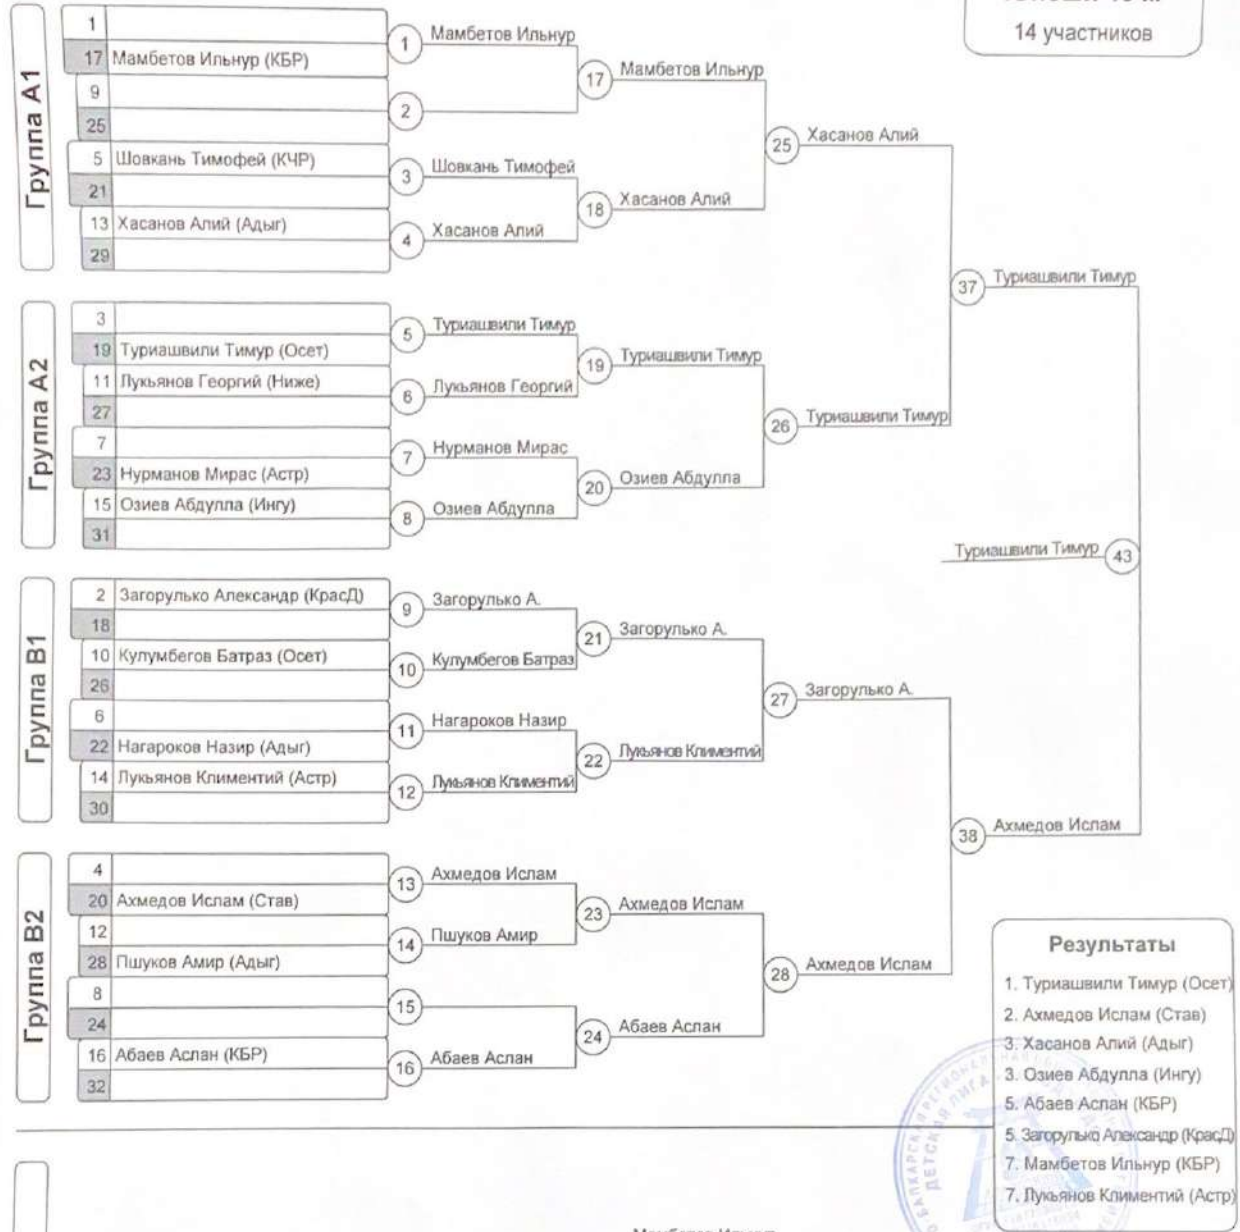 14 участников
Группа А1
1
17 Мамбетов Ильнур (КБР)
9
25
5 Шовкань Тимофей (КЧР)
21
13 Хасанов Алий (Адыг)
29
1 Мамбетов Ильнур
2
3 Шовкань Тимофей
4 Хасанов Алий
17 Мамбетов Ильнур
18 Хасанов Алий
25 Хасанов Алий
Группа А2
3
19 Туриашвили Тимур (Осет)
11 Лукьянов Георгий (Ниже)
27
7
23 Нурманов Мирас (Астр)
15 Озиев Абдулла (Ингу)
31
5 Туриашвили Тимур
6 Лукьянов Георгий
7 Нурманов Мирас
8 Озиев Абдулла
19 Туриашвили Тимур
20 Озиев Абдулла
26 Туриашвили Тимур
37 Туриашвили Тимур
Туриашвили Тимур 43
Группа В1
2 Загорулько Александр (КрасД)
18
10 Кулумбегов Батраз (Осет)
26
6
22 Нагароков Назир (Адыг)
14 Лукьянов Климентий (Астр)
30
9 Загорулько А.
10 Кулумбегов Батраз
11 Нагароков Назир
12 Лукьянов Климентий
21 Загорулько А.
22 Лукьянов Климентий
27 Загорулько А.
Группа В2
4
20 Ахмедов Ислам (Став)
12
28 Пшуков Амир (Адыг)
8
24
16 Абаев Аслан (КБР)
32
13 Ахмедов Ислам
14 Пшуков Амир
15
16 Абаев Аслан
23 Ахмедов Ислам
24 Абаев Аслан
28 Ахмедов Ислам
38 Ахмедов Ислам
Результаты
1. Туриашвили Тимур (Осет)
2. Ахмедов Ислам (Став)
3. Хасанов Алий (Адыг)
3. Озиев Абдулла (Ингу)
5. Абаев Аслан (КБР)
5. Загорулько Александр (КрасД)
7. Мамбетов Ильнур (КБР)
7. Лукьянов Климентий (Астр)
ДЕТСКАЯ ЛИГА